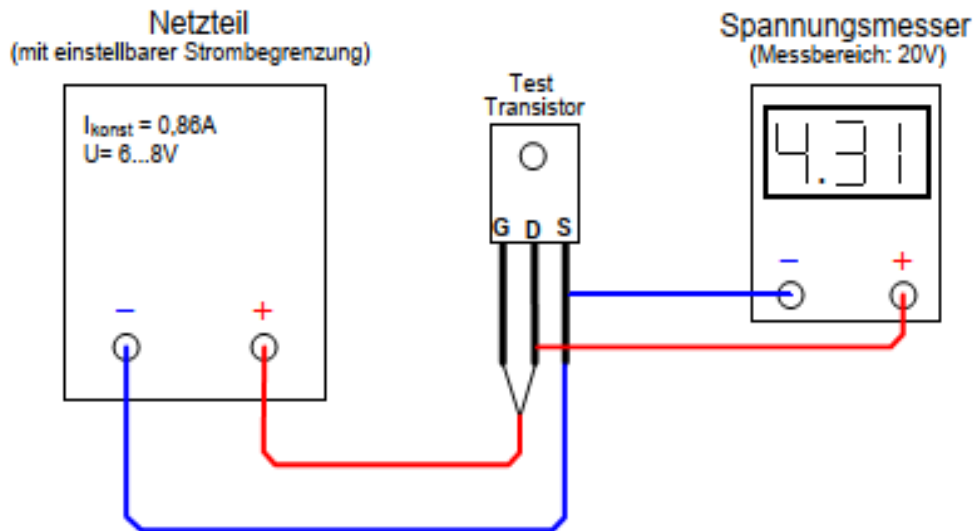 Netzteil
(mit einstellbarer Strombegrenzung)
Spannungsmesser
(Messbereich: 20V)
Test
Transistor
Ikonst = 0,86A
U= 6...8V
4.31
G D S
− +
− +